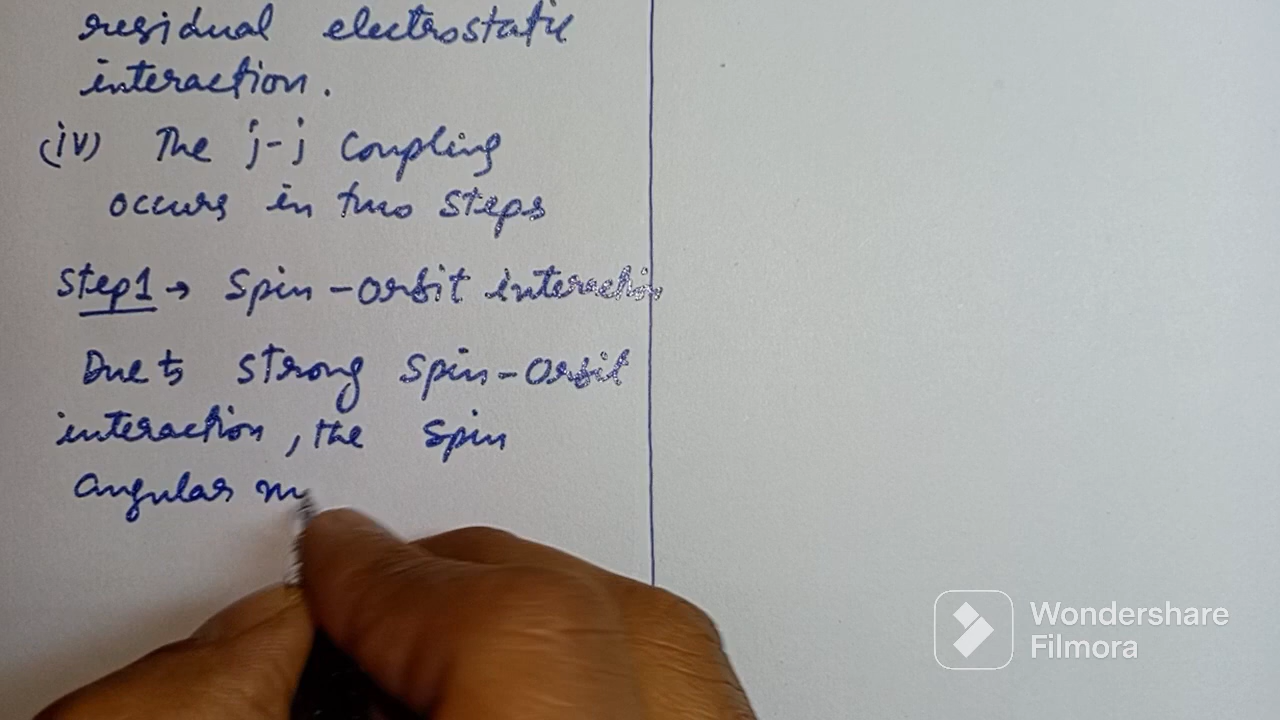 residual electrostatic
interaction.
(iv) The j-j Coupling
occurs in two steps
Step1 → Spin-orbit interaction
Due to strong spin-orbit
interaction, the Spin
angular m
Wondershare
Filmora